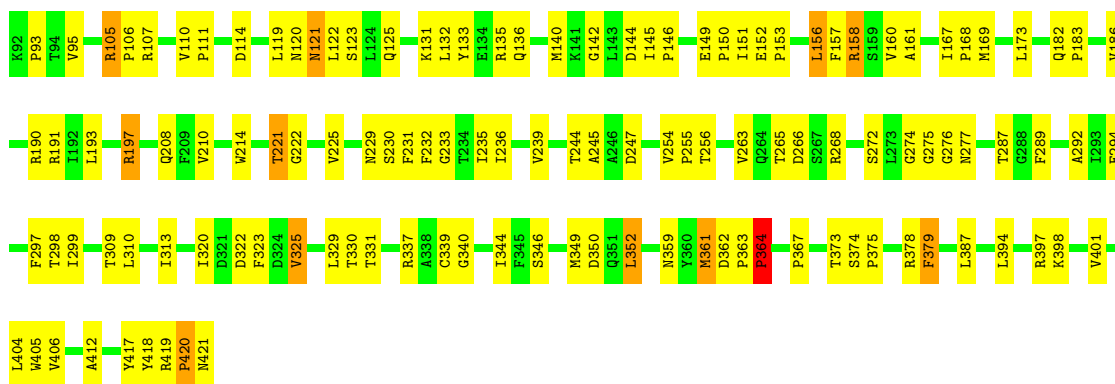 K92 P93 T94 V95 R105 P106 R107 V110 P111 D114 L119 N120 N121 L122 S123 L124 Q125 K131 L132 Y133 E134 R135 Q136 M140 K141 G142 L143 D144 I145 P146 E149 P150 I151 E152 P153 L156 F157 R158 S159 V160 A161 I167 P168 M169 L173 Q182 P183
R190 R191 I192 L193 R197 Q208 F209 V210 W214 T221 G222 V225 N229 S230 F231 F232 G233 T234 I235 I236 V239 T244 A245 A246 D247 V254 P255 T256 V263 Q264 T265 D266 S267 R268 S272 L273 G274 G275 G276 N277 T287 G288 F289 A292 I293
F297 T298 I299 T309 L310 I313 I320 D321 D322 F323 D324 V325 L329 T330 T331 R337 A338 C339 G340 I344 F345 S346 M349 D350 Q351 L352 N359 Y360 M361 D362 P363 P364 P367 T373 S374 P375 R378 F379 L387 L394 R397 K398 V401
L404 W405 V406 A412 Y417 Y418 R419 P420 N421